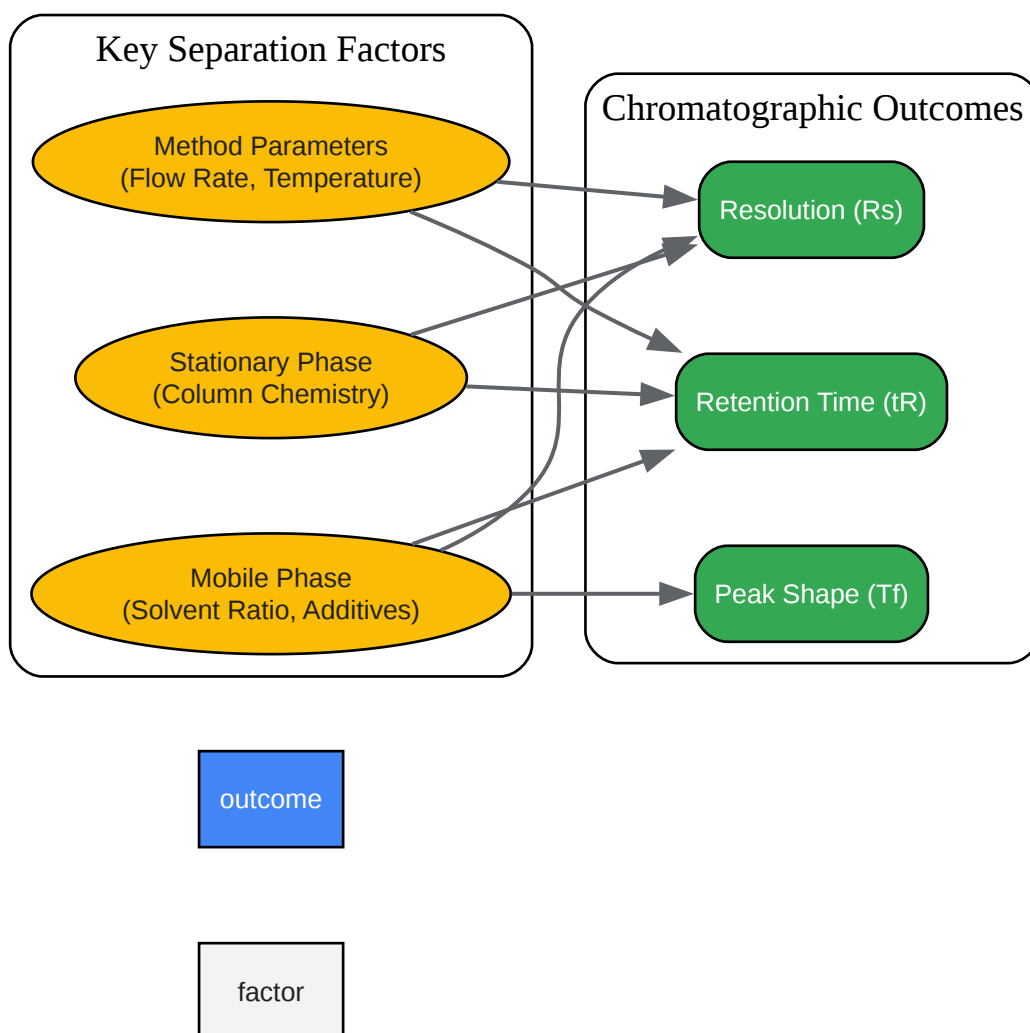 Key Separation Factors
Method Parameters
(Flow Rate, Temperature)
Stationary Phase
(Column Chemistry)
Mobile Phase
(Solvent Ratio, Additives)
Chromatographic Outcomes
Resolution (Rs)
Retention Time (tR)
Peak Shape (Tf)
outcome
factor